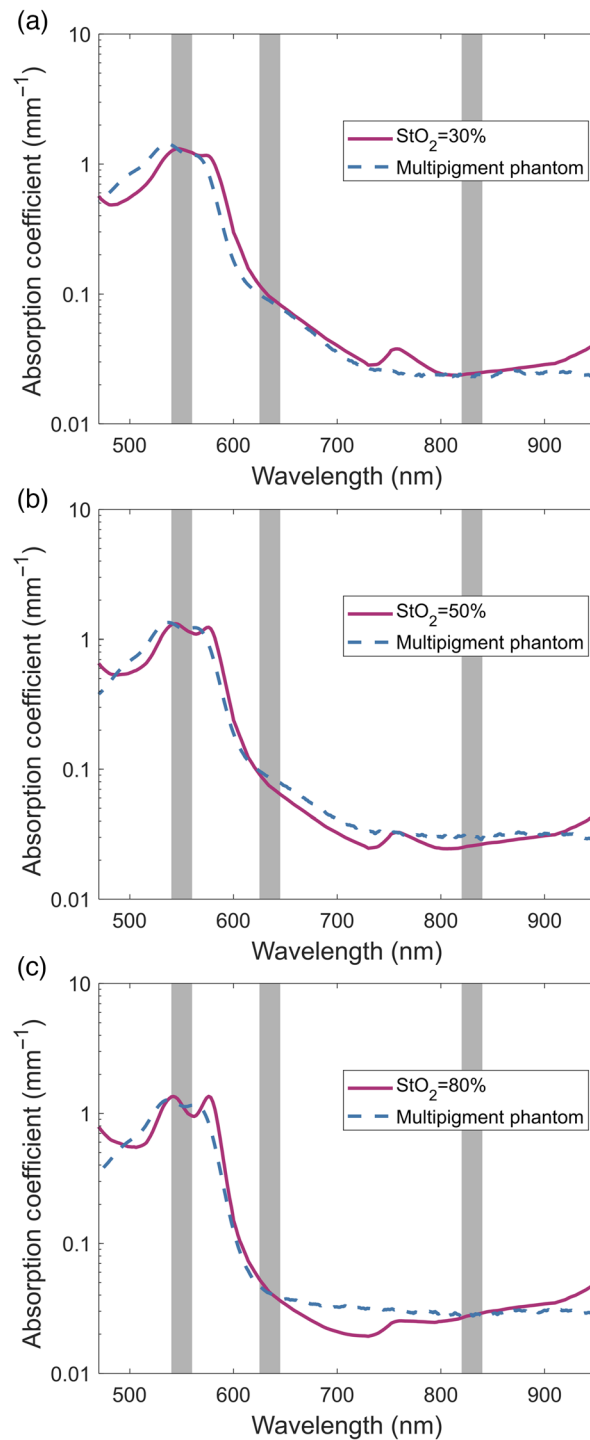 (a)
Absorption coefficient (mm⁻¹)
10
1
0.1
0.01
StO₂=30%
Multipigment phantom
500 600 700 800 900
Wavelength (nm)
(b)
Absorption coefficient (mm⁻¹)
10
1
0.1
0.01
StO₂=50%
Multipigment phantom
500 600 700 800 900
Wavelength (nm)
(c)
Absorption coefficient (mm⁻¹)
10
1
0.1
0.01
StO₂=80%
Multipigment phantom
500 600 700 800 900
Wavelength (nm)